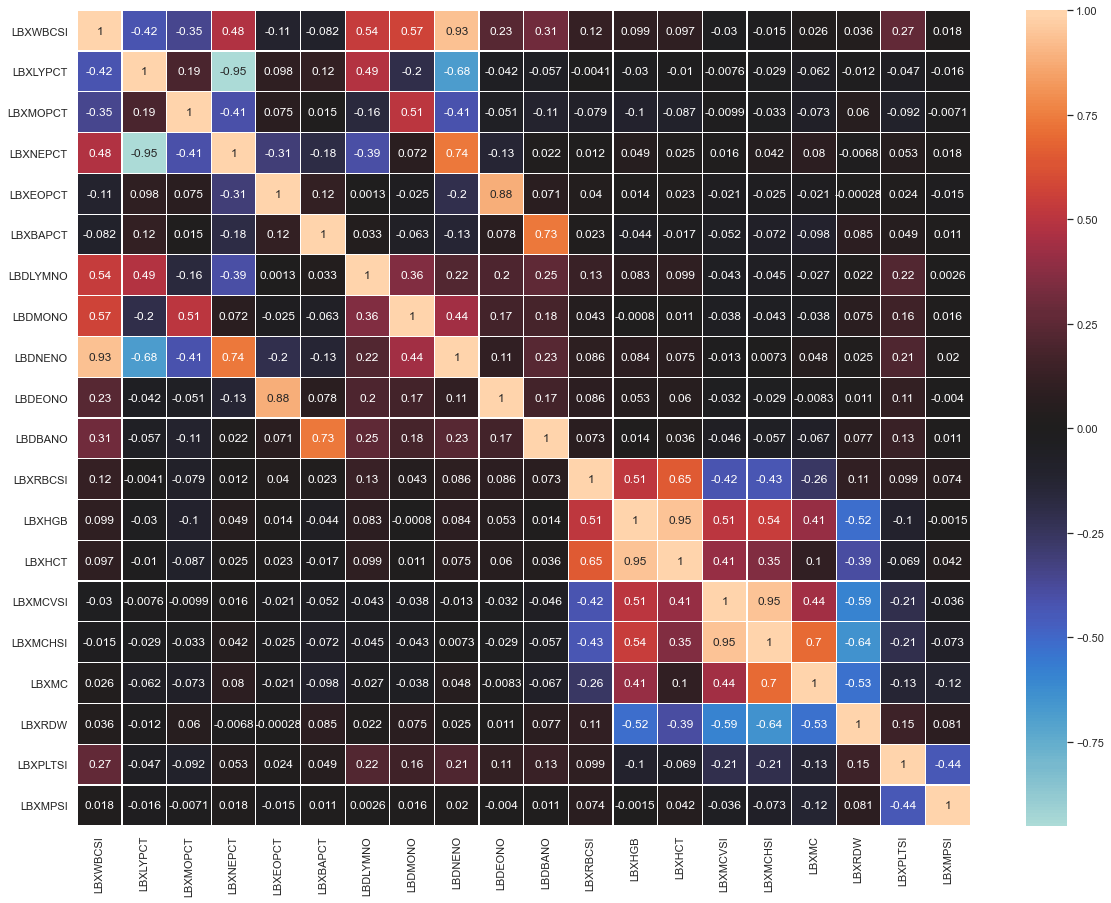 LBXWBCSI 1 -0.42 -0.35 0.48 -0.11 -0.082 0.54 0.57 0.93 0.23 0.31 0.12 0.099 0.097 -0.03 -0.015 0.026 0.036 0.27 0.018
LBXLYPCT -0.42 1 0.19 -0.95 0.098 0.12 0.49 -0.2 -0.68 -0.042 -0.057 -0.0041 -0.03 -0.01 -0.0076 -0.029 -0.062 -0.012 -0.047 -0.016
LBXMOPCT -0.35 0.19 1 -0.41 0.075 0.015 -0.16 0.51 -0.41 -0.051 -0.11 -0.079 -0.1 -0.087 -0.0099 -0.033 -0.073 0.06 -0.092 -0.0071
LBXNEPCT 0.48 -0.95 -0.41 1 -0.31 -0.18 -0.39 0.072 0.74 -0.13 0.022 0.012 0.049 0.025 0.016 0.042 0.08 -0.0068 0.053 0.018
LBXEOPCT -0.11 0.098 0.075 -0.31 1 0.12 0.0013 -0.025 -0.2 0.88 0.071 0.04 0.014 0.023 -0.021 -0.025 -0.021 -0.00028 0.024 -0.015
LBXBAPCT -0.082 0.12 0.015 -0.18 0.12 1 0.033 -0.063 -0.13 0.078 0.73 0.023 -0.044 -0.017 -0.052 -0.072 -0.098 0.085 0.049 0.011
LBDLYMNO 0.54 0.49 -0.16 -0.39 0.0013 0.033 1 0.36 0.22 0.2 0.25 0.13 0.083 0.099 -0.043 -0.045 -0.027 0.022 0.22 0.0026
LBDMONO 0.57 -0.2 0.51 0.072 -0.025 -0.063 0.36 1 0.44 0.17 0.18 0.043 -0.0008 0.011 -0.038 -0.043 -0.038 0.075 0.16 0.016
LBDNENO 0.93 -0.68 -0.41 0.74 -0.2 -0.13 0.22 0.44 1 0.11 0.23 0.086 0.084 0.075 -0.013 0.0073 0.048 0.025 0.21 0.02
LBDEONO 0.23 -0.042 -0.051 -0.13 0.88 0.078 0.2 0.17 0.11 1 0.17 0.086 0.053 0.06 -0.032 -0.029 -0.0083 0.011 0.11 -0.004
LBDBANO 0.31 -0.057 -0.11 0.022 0.071 0.73 0.25 0.18 0.23 0.17 1 0.073 0.014 0.036 -0.046 -0.057 -0.067 0.077 0.13 0.011
LBXRBCSI 0.12 -0.0041 -0.079 0.012 0.04 0.023 0.13 0.043 0.086 0.086 0.073 1 0.51 0.65 -0.42 -0.43 -0.26 0.11 0.099 0.074
LBXHGB 0.099 -0.03 -0.1 0.049 0.014 -0.044 0.083 -0.0008 0.084 0.053 0.014 0.51 1 0.95 0.51 0.54 0.41 -0.52 -0.1 -0.0015
LBXHCT 0.097 -0.01 -0.087 0.025 0.023 -0.017 0.099 0.011 0.075 0.06 0.036 0.65 0.95 1 0.41 0.35 0.1 -0.39 -0.069 0.042
LBXMCVSI -0.03 -0.0076 -0.0099 0.016 -0.021 -0.052 -0.043 -0.038 -0.013 -0.032 -0.046 -0.42 0.51 0.41 1 0.95 0.44 -0.59 -0.21 -0.036
LBXMCHSI -0.015 -0.029 -0.033 0.042 -0.025 -0.072 -0.045 -0.043 0.0073 -0.029 -0.057 -0.43 0.54 0.35 0.95 1 0.7 -0.64 -0.21 -0.073
LBXMC 0.026 -0.062 -0.073 0.08 -0.021 -0.098 -0.027 -0.038 0.048 -0.0083 -0.067 -0.26 0.41 0.1 0.44 0.7 1 -0.53 -0.13 -0.12
LBXRDW 0.036 -0.012 0.06 -0.0068 -0.00028 0.085 0.022 0.075 0.025 0.011 0.077 0.11 -0.52 -0.39 -0.59 -0.64 -0.53 1 0.15 0.081
LBXPLTSI 0.27 -0.047 -0.092 0.053 0.024 0.049 0.22 0.16 0.21 0.11 0.13 0.099 -0.1 -0.069 -0.21 -0.21 -0.13 0.15 1 -0.44
LBXMPSI 0.018 -0.016 -0.0071 0.018 -0.015 0.011 0.0026 0.016 0.02 -0.004 0.011 0.074 -0.0015 0.042 -0.036 -0.073 -0.12 0.081 -0.44 1
LBXWBCSI LBXLYPCT LBXMOPCT LBXNEPCT LBXEOPCT LBXBAPCT LBDLYMNO LBDMONO LBDNENO LBDEONO LBDBANO LBXRBCSI LBXHGB LBXHCT LBXMCVSI LBXMCHSI LBXMC LBXRDW LBXPLTSI LBXMPSI
1.00
0.75
0.50
0.25
0.00
−0.25
−0.50
−0.75